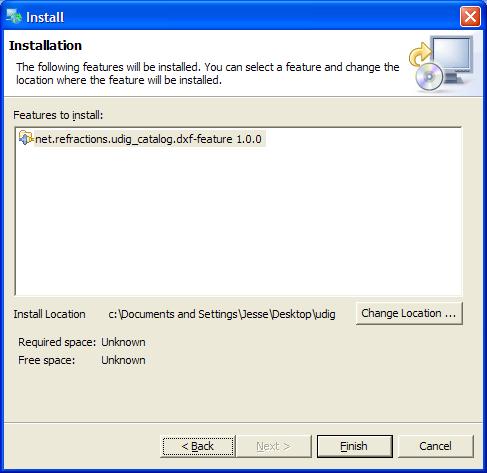 Install
Installation
The following features will be installed. You can select a feature and change the
location where the feature will be installed.
Features to install:
net.refractions.udig_catalog.dxf-feature 1.0.0
Install Location c:\Documents and Settings\Jesse\Desktop\udig Change Location ...
Required space: Unknown
Free space: Unknown
< Back Next > Finish Cancel